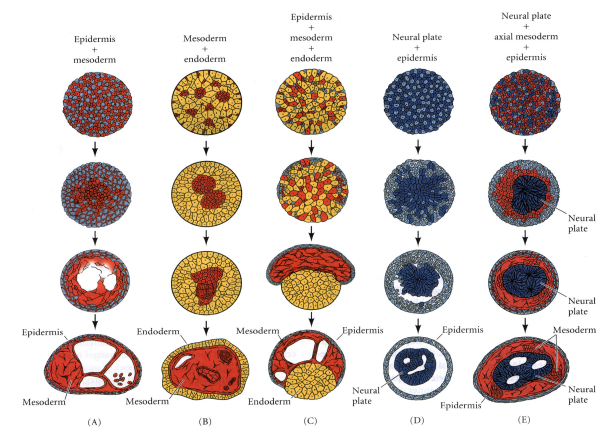 Epidermis
+
mesoderm
Mesoderm
+
endoderm
Epidermis
+
mesoderm
+
endoderm
Neural plate
+
epidermis
Neural plate
+
axial mesoderm
+
epidermis
Neural
plate
Neural
plate
Epidermis
Mesoderm
(A)
Endoderm
Mesoderm
(B)
Mesoderm
Epidermis
Endoderm
(C)
Epidermis
Neural
plate
(D)
Mesoderm
Neural
plate
Epidermis
(E)